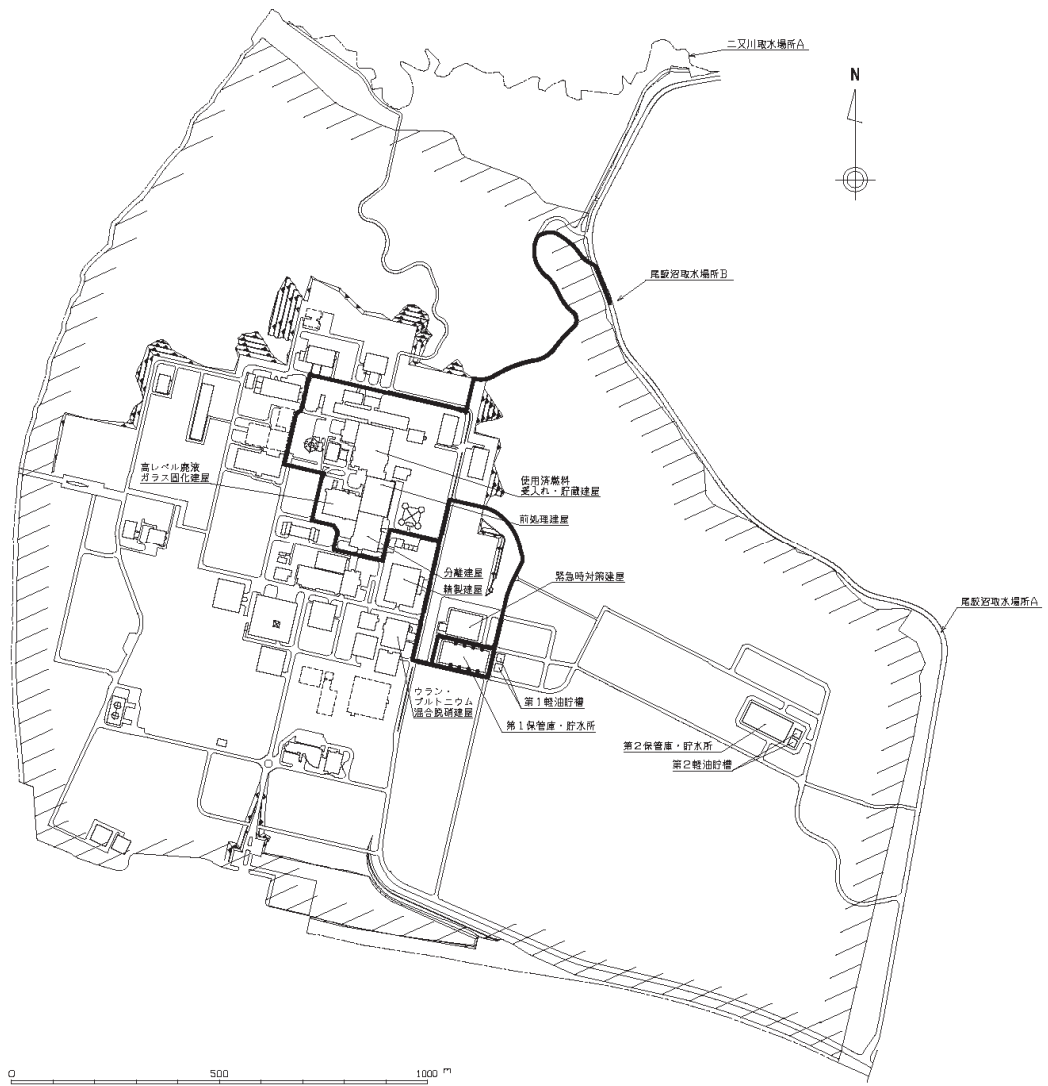 二又川取水場所A
N
尾駮沼取水場所B
高レベル廃液
ガラス固化建屋
使用済燃料
受入れ・貯蔵建屋
前処理建屋
分離建屋
精製建屋
緊急時対策建屋
尾駮沼取水場所A
ウラン・
プルトニウム
混合脱硝建屋
第1軽油貯槽
第1保管庫・貯水所
第2保管庫・貯水所
第2軽油貯槽
0 500 1000 m